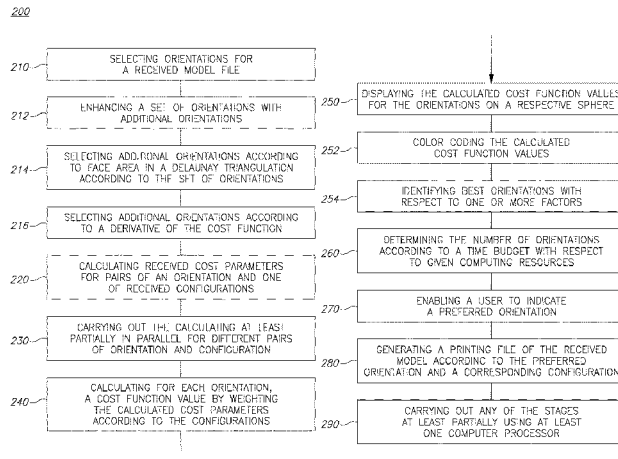 200
210
SELECTING ORIENTATIONS FOR
A RECEIVED MODEL FILE
212
ENHANCING A SET OF ORIENTATIONS WITH
ADDITIONAL ORIENTATIONS
214
SELECTING ADDITIONAL ORIENTATIONS ACCORDING
TO FACE AREA IN A DELAUNAY TRIANGULATION
ACCORDING TO THE SET OF ORIENTATIONS
216
SELECTING ADDITIONAL ORIENTATIONS ACCORDING
TO A DERIVATIVE OF THE COST FUNCTION
220
CALCULATING RECEIVED COST PARAMETERS
FOR PAIRS OF AN ORIENTATION AND ONE
OF RECEIVED CONFIGURATIONS
230
CARRYING OUT THE CALCULATING AT LEAST
PARTIALLY IN PARALLEL FOR DIFFERENT PAIRS
OF ORIENTATION AND CONFIGURATION
240
CALCULATING FOR EACH ORIENTATION,
A COST FUNCTION VALUE BY WEIGHTING
THE CALCULATED COST PARAMETERS
ACCORDING TO THE CONFIGURATIONS
250
DISPLAYING THE CALCULATED COST FUNCTION VALUES
FOR THE ORIENTATIONS ON A RESPECTIVE SPHERE
252
COLOR CODING THE CALCULATED
COST FUNCTION VALUES
254
IDENTIFYING BEST ORIENTATIONS WITH
RESPECT TO ONE OR MORE FACTORS
260
DETERMINING THE NUMBER OF ORIENTATIONS
ACCORDING TO A TIME BUDGET WITH RESPECT
TO GIVEN COMPUTING RESOURCES
270
ENABLING A USER TO INDICATE
A PREFERRED ORIENTATION
280
GENERATING A PRINTING FILE OF THE RECEIVED
MODEL ACCORDING TO THE PREFERRED
ORIENTATION AND A CORRESPONDING CONFIGURATION
290
CARRYING OUT ANY OF THE STAGES
AT LEAST PARTIALLY USING AT LEAST
ONE COMPUTER PROCESSOR